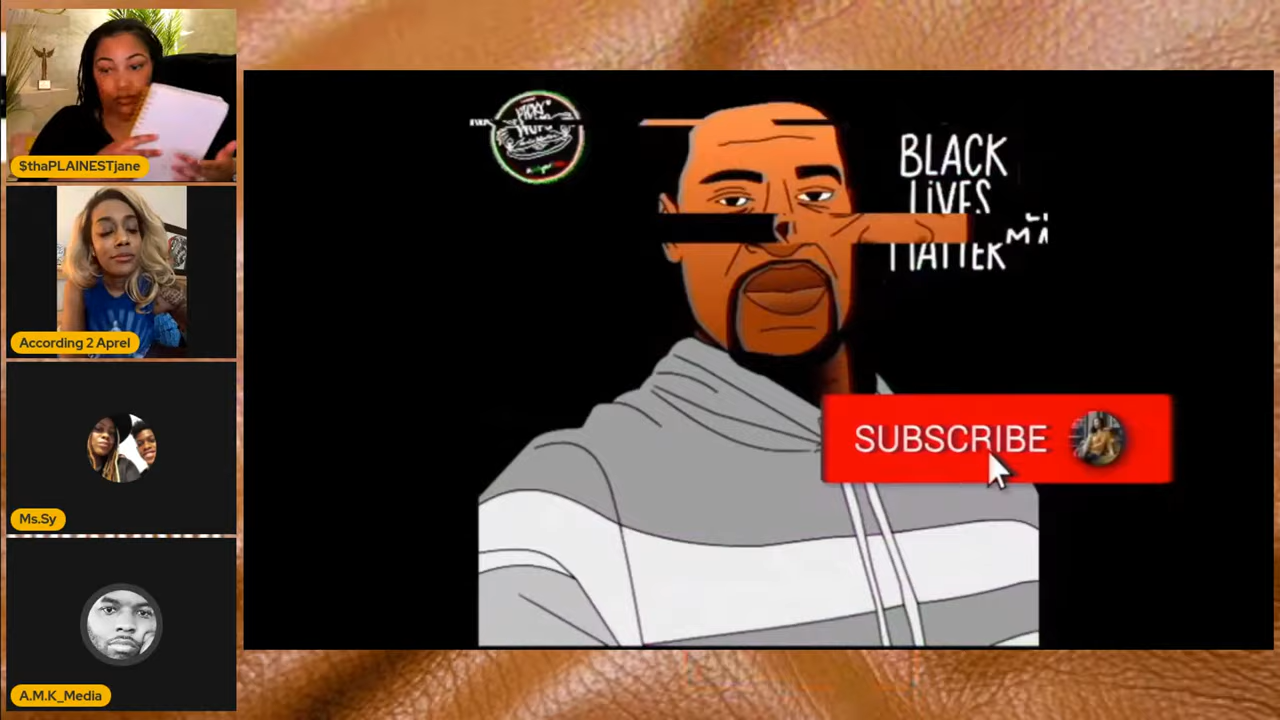 $thaPLAINESTjane
According 2 Aprel
Ms.Sy
A.M.K_Media
BLACK
LiVES
MATTER
SUBSCRIBE